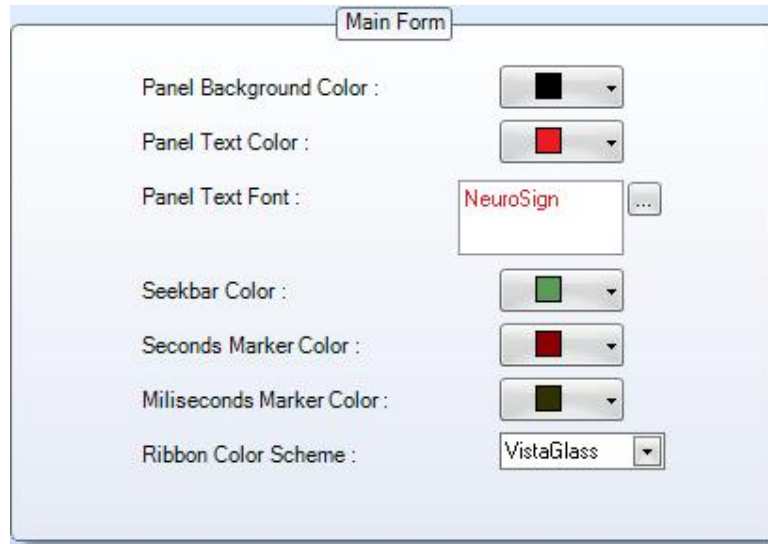 Main Form
Panel Background Color :
Panel Text Color :
Panel Text Font :
NeuroSign
...
Seekbar Color :
Seconds Marker Color :
Miliseconds Marker Color :
Ribbon Color Scheme :
VistaGlass